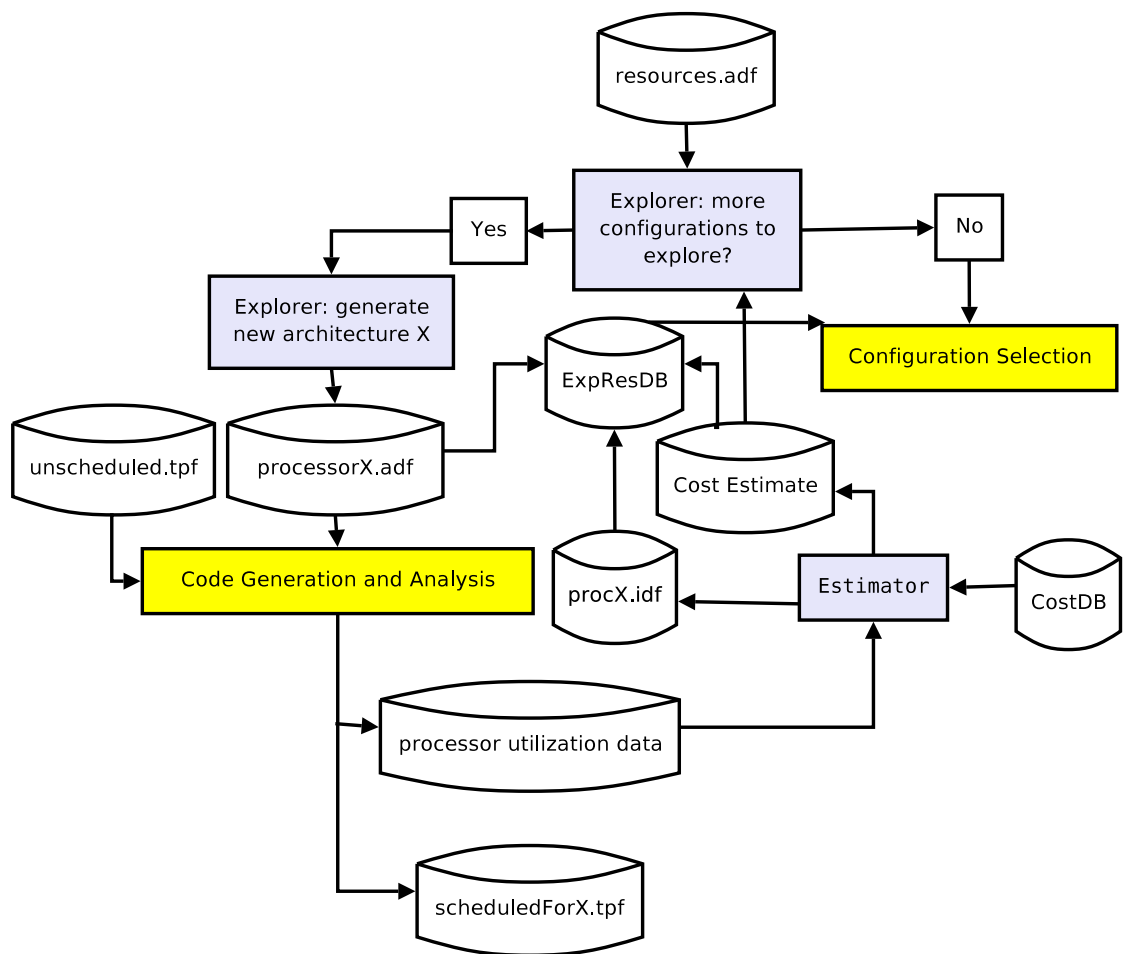 resources.adf
Explorer: more
configurations to
explore?
Yes
No
Explorer: generate
new architecture X
Configuration Selection
ExpResDB
unscheduled.tpf
processorX.adf
Cost Estimate
Code Generation and Analysis
procX.idf
Estimator
CostDB
processor utilization data
scheduledForX.tpf